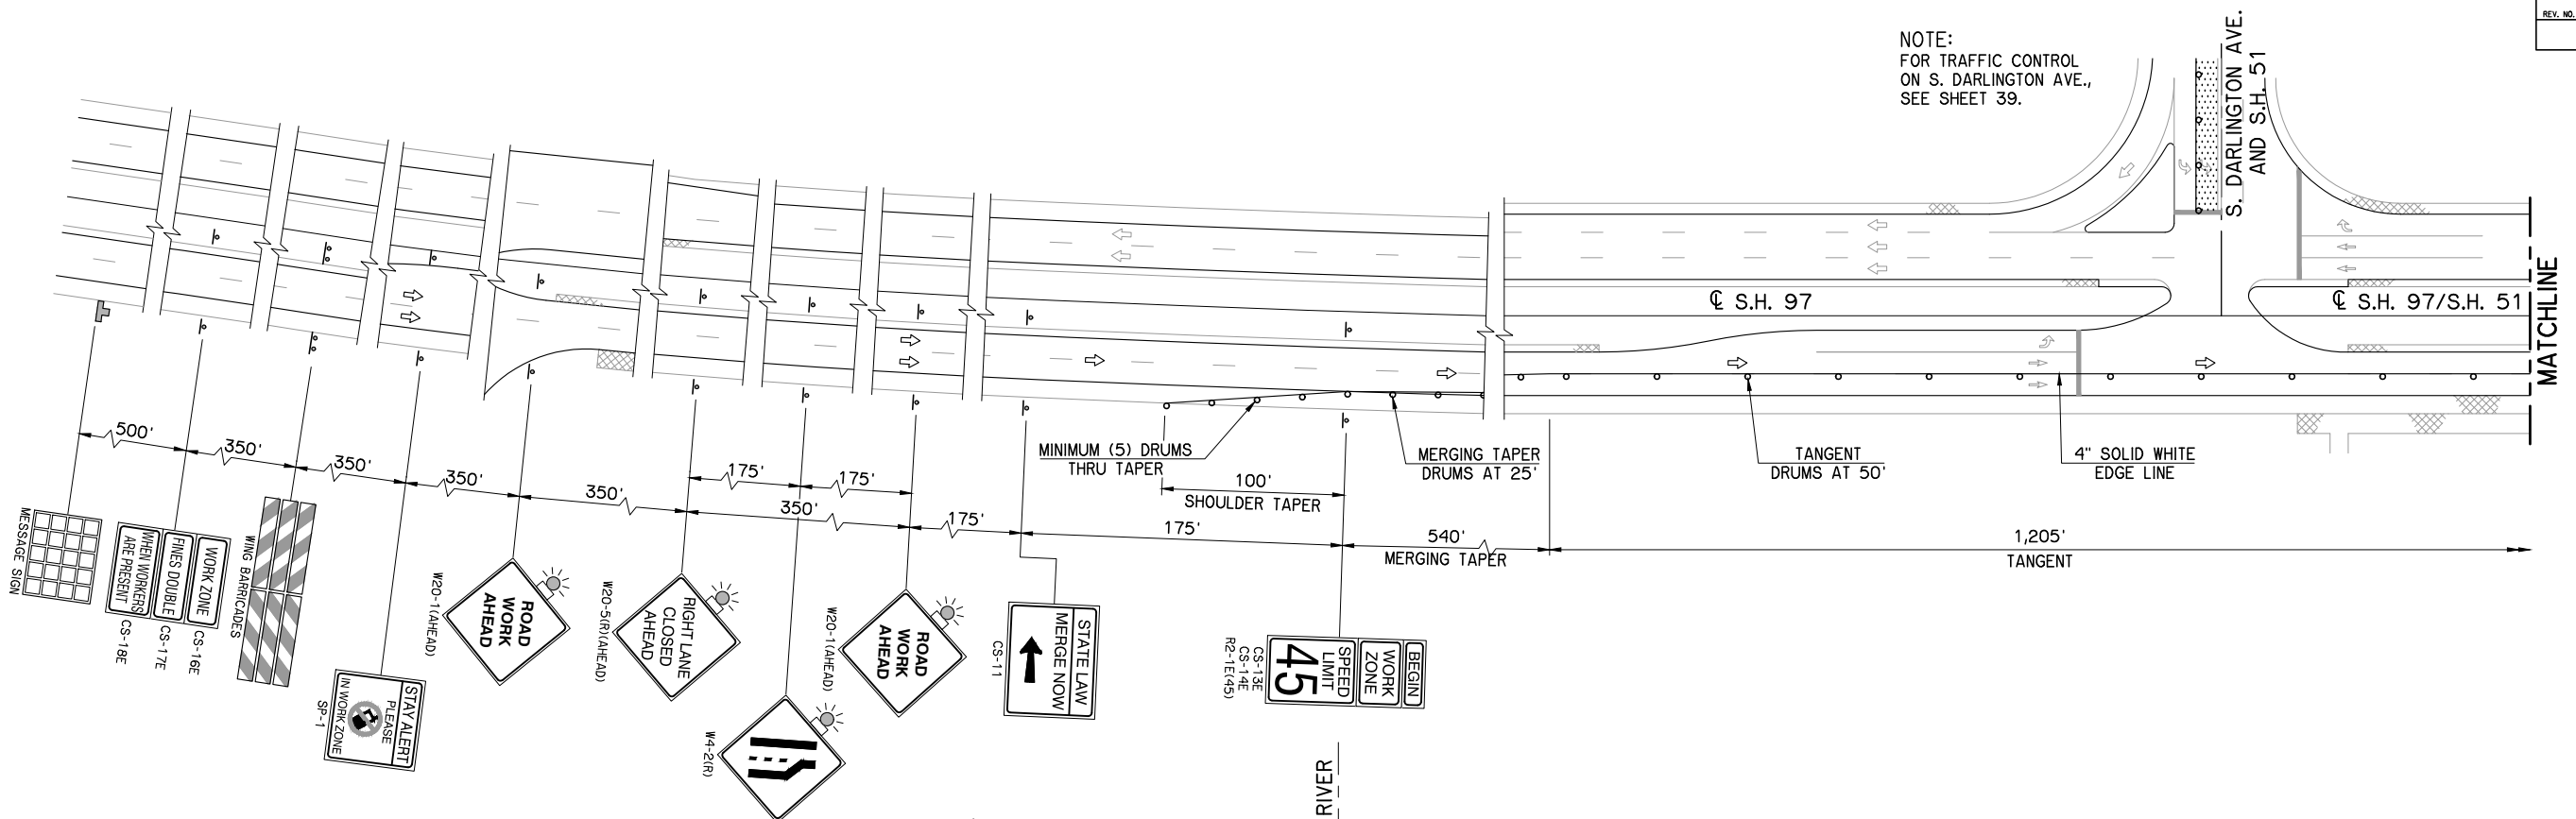 REV. NO.
NOTE:
FOR TRAFFIC CONTROL
ON S. DARLINGTON AVE.,
SEE SHEET 39.
S. DARLINGTON AVE.
AND S.H. 51
℄ S.H. 97
℄ S.H. 97/S.H. 51
MATCHLINE
MINIMUM (5) DRUMS
THRU TAPER
MERGING TAPER
DRUMS AT 25'
TANGENT
DRUMS AT 50'
4" SOLID WHITE
EDGE LINE
500'
350'
350'
350'
350'
175'
175'
350'
175'
100'
SHOULDER TAPER
175'
540'
MERGING TAPER
1,205'
TANGENT
MESSAGE SIGN
WORK ZONE
FINES DOUBLE
WHEN WORKERS
ARE PRESENT
CS-16E
CS-17E
CS-18E
WING BARRICADES
STAY ALERT
PLEASE
IN WORK ZONE
SP-1
ROAD
WORK
AHEAD
W20-1(AHEAD)
RIGHT LANE
CLOSED
AHEAD
W20-5(R)(AHEAD)
W4-2(R)
ROAD
WORK
AHEAD
W20-1(AHEAD)
STATE LAW
MERGE NOW
CS-11
BEGIN
WORK
ZONE
SPEED
LIMIT
45
CS-13E
CS-14E
R2-1E(45)
RIVER